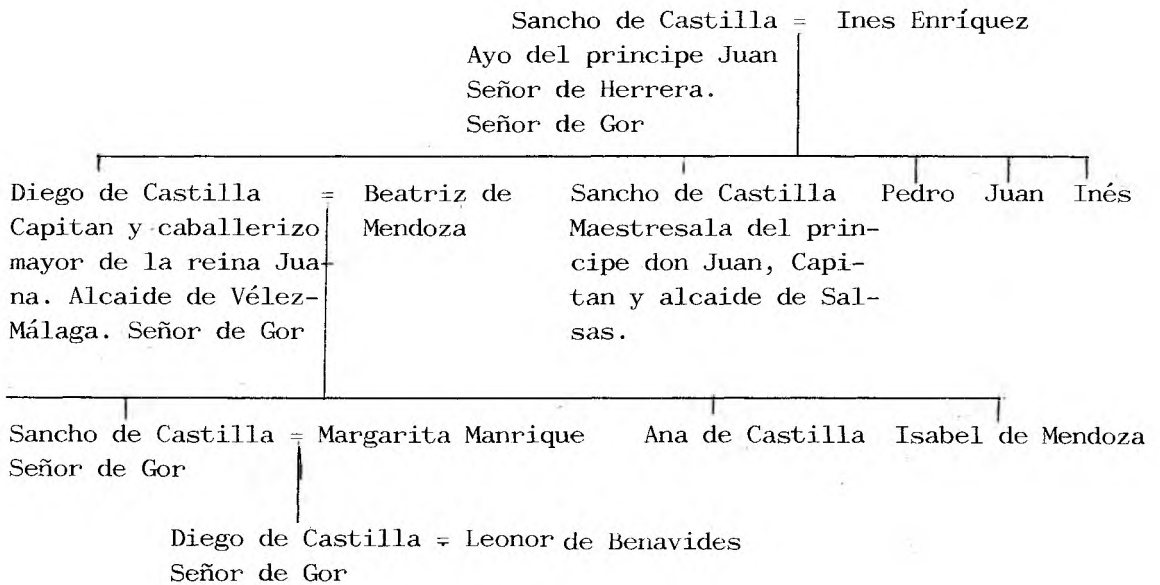 Sancho de Castilla = Ines Enríquez
Ayo del principe Juan
Señor de Herrera.
Señor de Gor
Diego de Castilla = Beatriz de Mendoza
Capitan y caballerizo
mayor de la reina Jua-
na. Alcaide de Vélez-
Málaga. Señor de Gor
Sancho de Castilla
Maestresala del prin-
cipe don Juan, Capi-
tan y alcaide de Sal-
sas.
Pedro Juan Inés
Sancho de Castilla = Margarita Manrique Ana de Castilla Isabel de Mendoza
Señor de Gor
Diego de Castilla = Leonor de Benavides
Señor de Gor